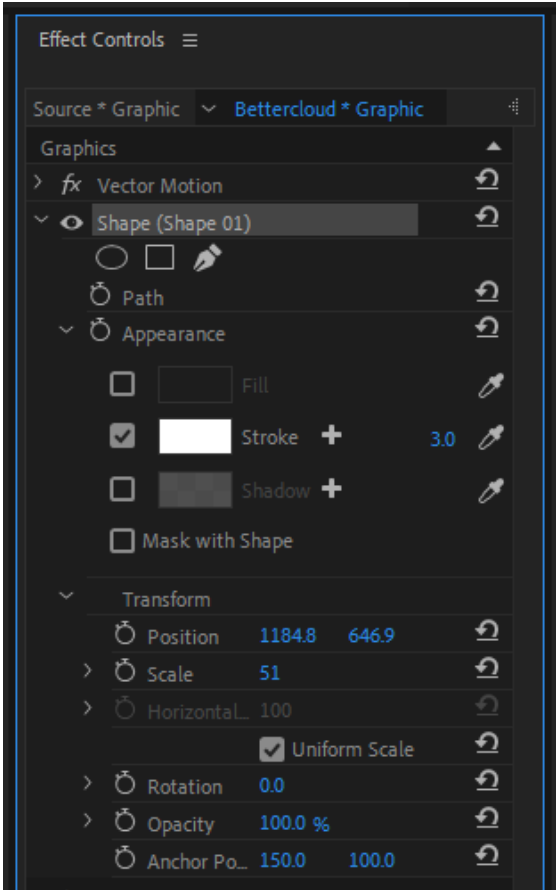 Effect Controls
Source * Graphic Bettercloud * Graphic
Graphics
fx Vector Motion
Shape (Shape 01)
Path
Appearance
Fill
Stroke 3.0
Shadow
Mask with Shape
Transform
Position 1184.8 646.9
Scale 51
Horizontal... 100
Uniform Scale
Rotation 0.0
Opacity 100.0 %
Anchor Po... 150.0 100.0